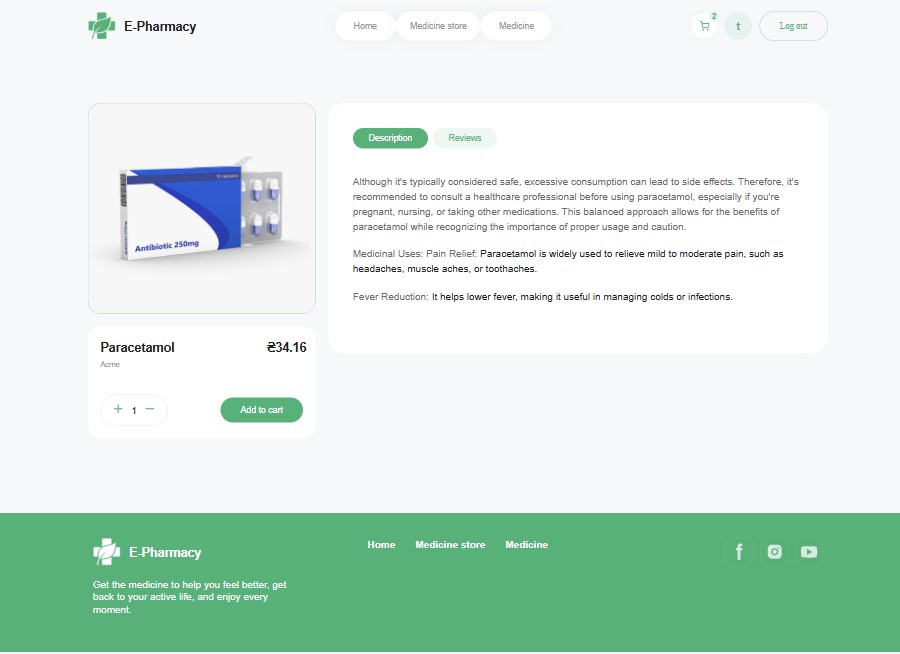 E-Pharmacy
Home
Medicine store
Medicine
2
t
Log out
10 capsules
Antibiotic 250mg
Paracetamol
₴34.16
Acme
+ 1 −
Add to cart
Description
Reviews
Although it's typically considered safe, excessive consumption can lead to side effects. Therefore, it's
recommended to consult a healthcare professional before using paracetamol, especially if you're
pregnant, nursing, or taking other medications. This balanced approach allows for the benefits of
paracetamol while recognizing the importance of proper usage and caution.
Medicinal Uses: Pain Relief: Paracetamol is widely used to relieve mild to moderate pain, such as
headaches, muscle aches, or toothaches.
Fever Reduction: It helps lower fever, making it useful in managing colds or infections.
E-Pharmacy
Get the medicine to help you feel better, get
back to your active life, and enjoy every
moment.
Home
Medicine store
Medicine